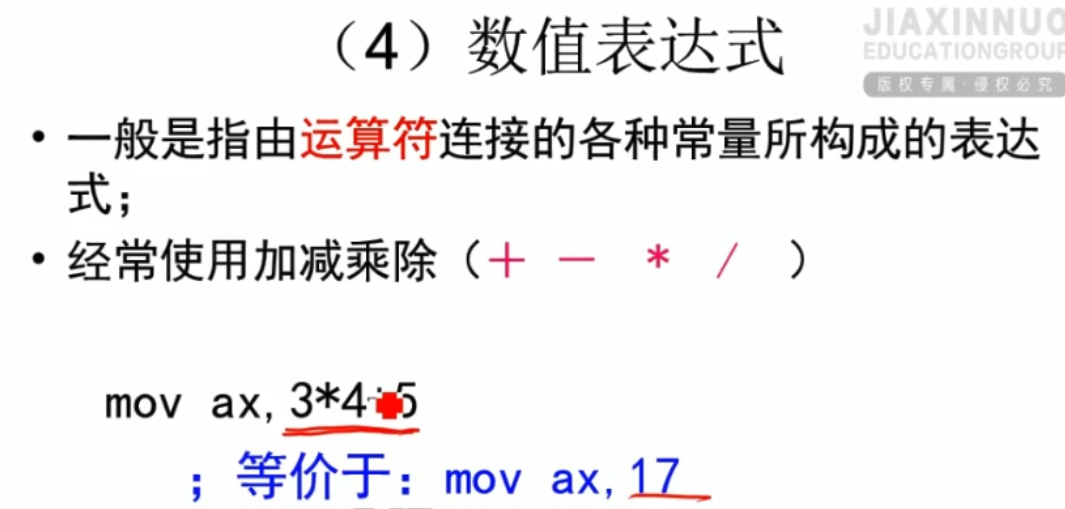 （4）数值表达式
JIAXINNUO
EDUCATIONGROUP
版权专属·侵权必究
• 一般是指由运算符连接的各种常量所构成的表达
式；
• 经常使用加减乘除（＋ － * / ）
mov ax,3*4+5
；等价于：mov ax,17